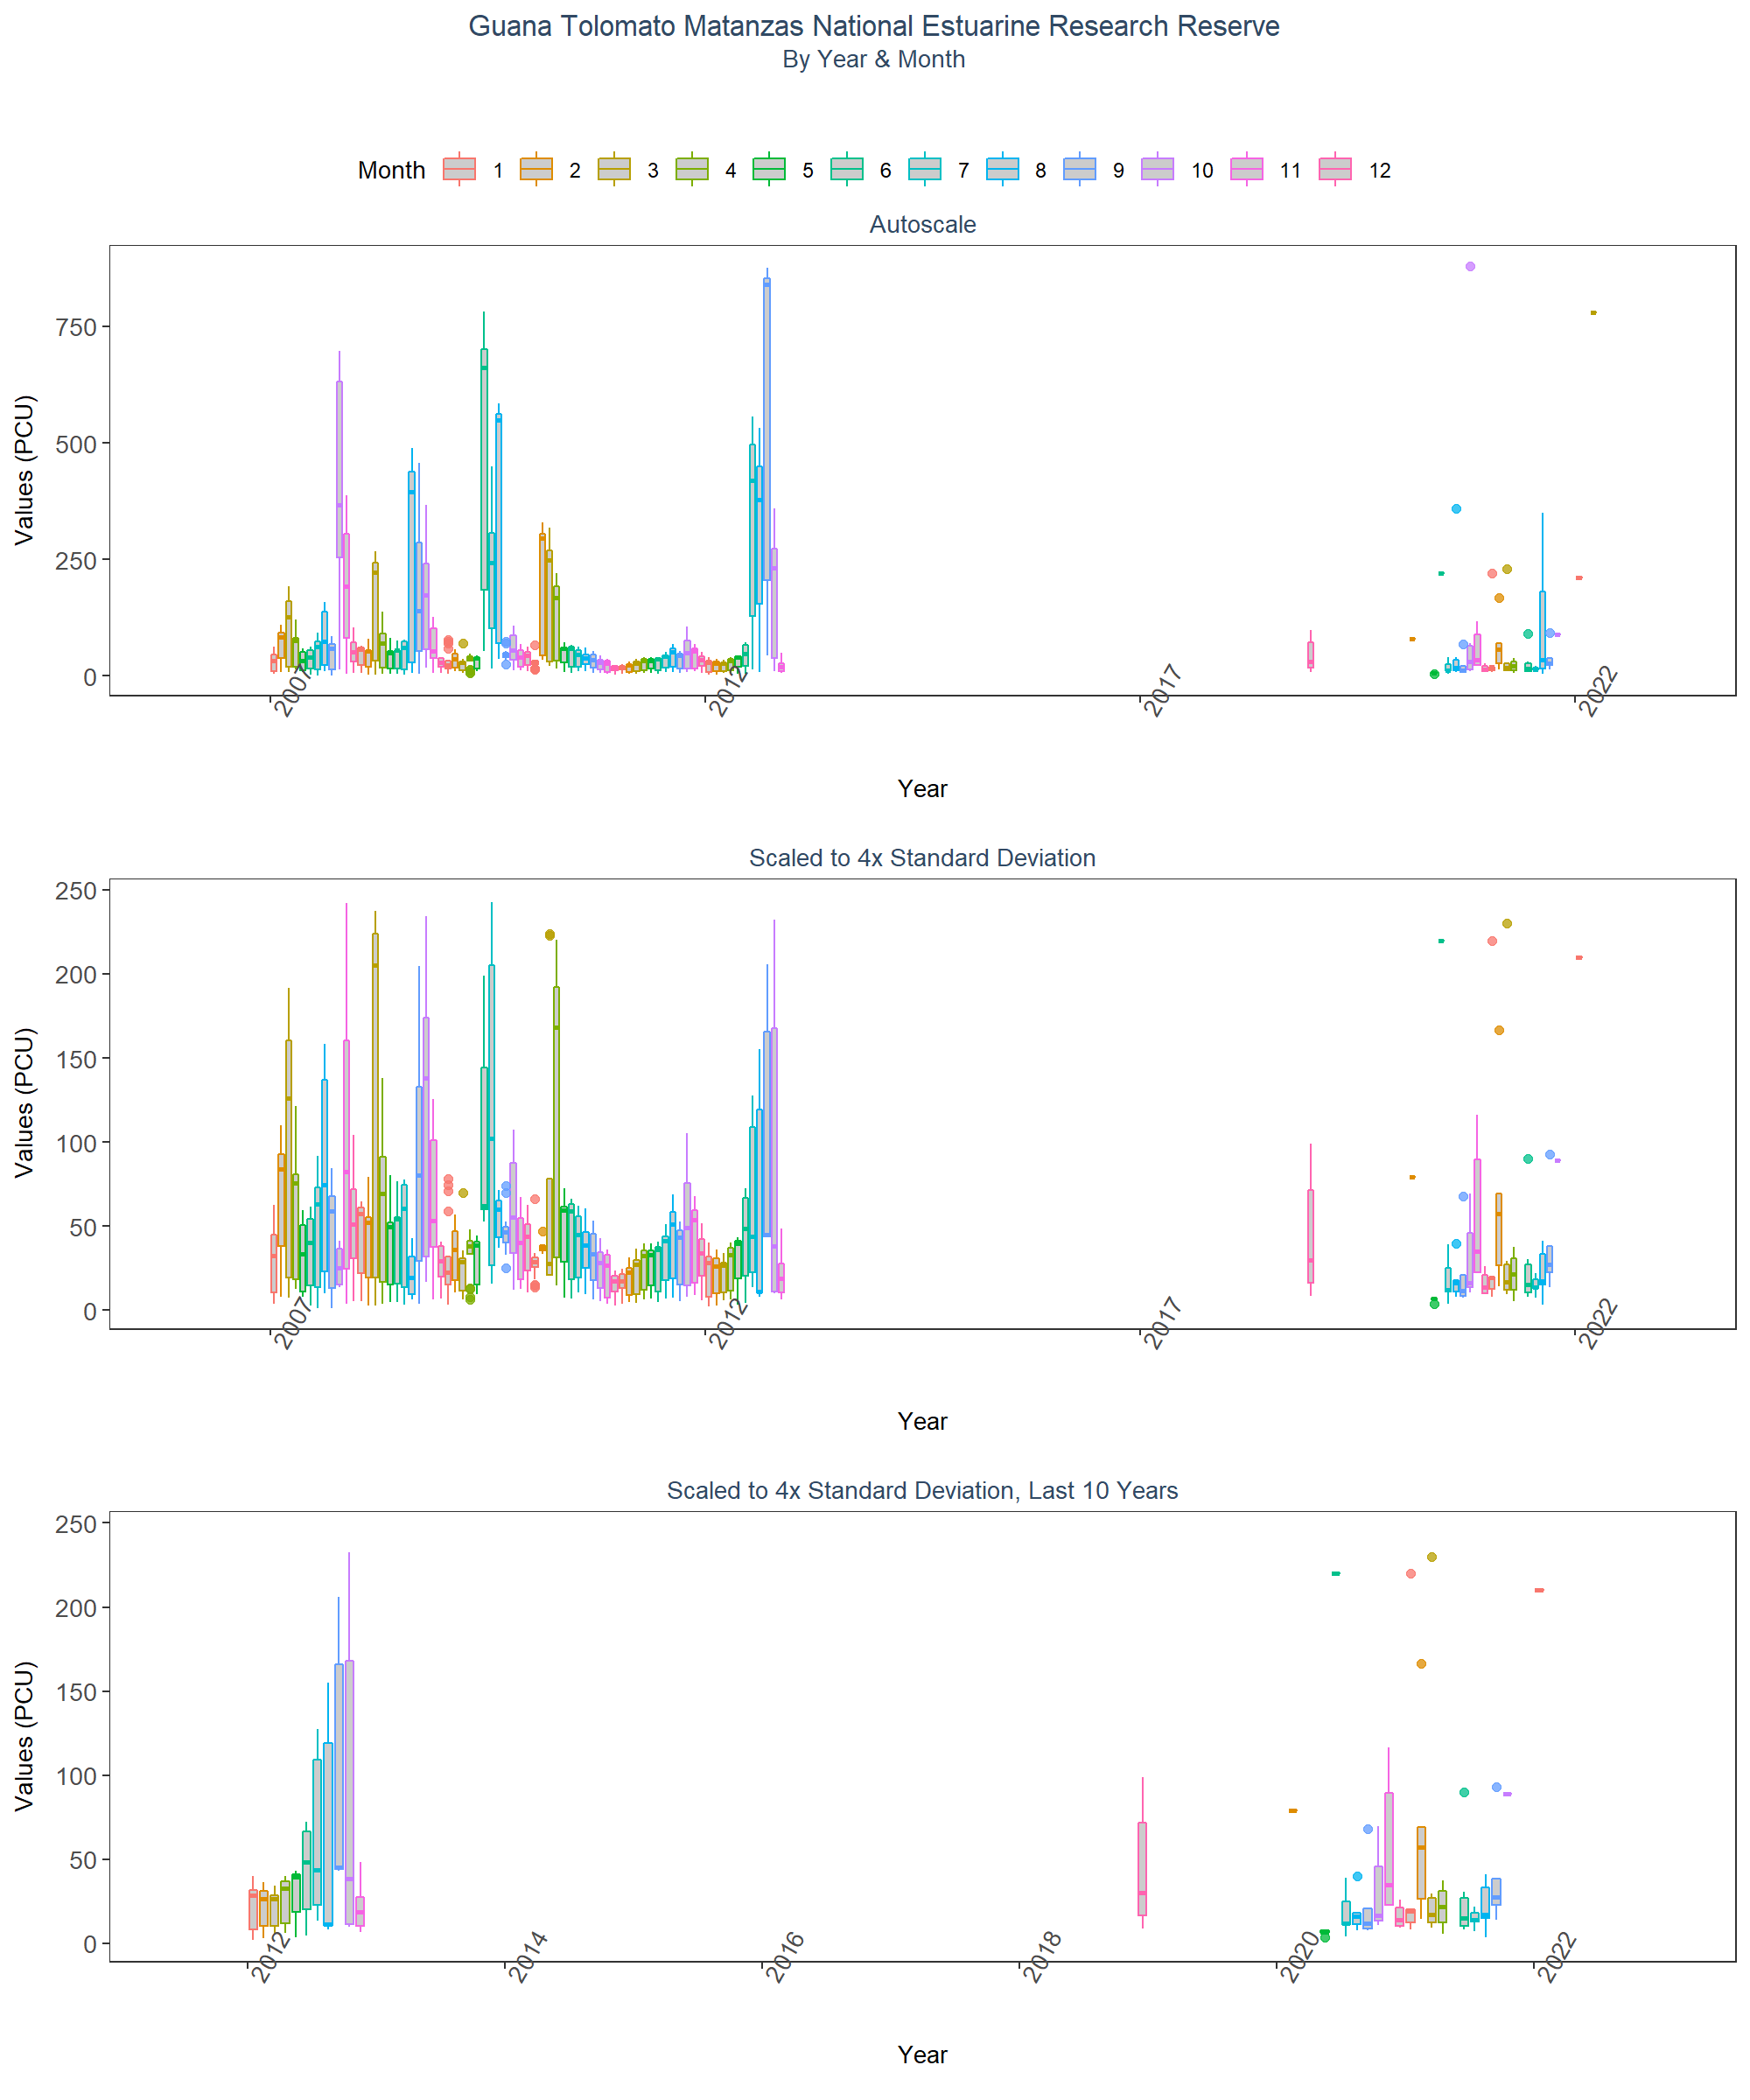 Guana Tolomato Matanzas National Estuarine Research Reserve
By Year & Month
Month 1 2 3 4 5 6 7 8 9 10 11 12
Autoscale
Values (PCU)
750
500
250
0
2007 2012 2017 2022
Year
Scaled to 4x Standard Deviation
Values (PCU)
250
200
150
100
50
0
2007 2012 2017 2022
Year
Scaled to 4x Standard Deviation, Last 10 Years
Values (PCU)
250
200
150
100
50
0
2012 2014 2016 2018 2020 2022
Year